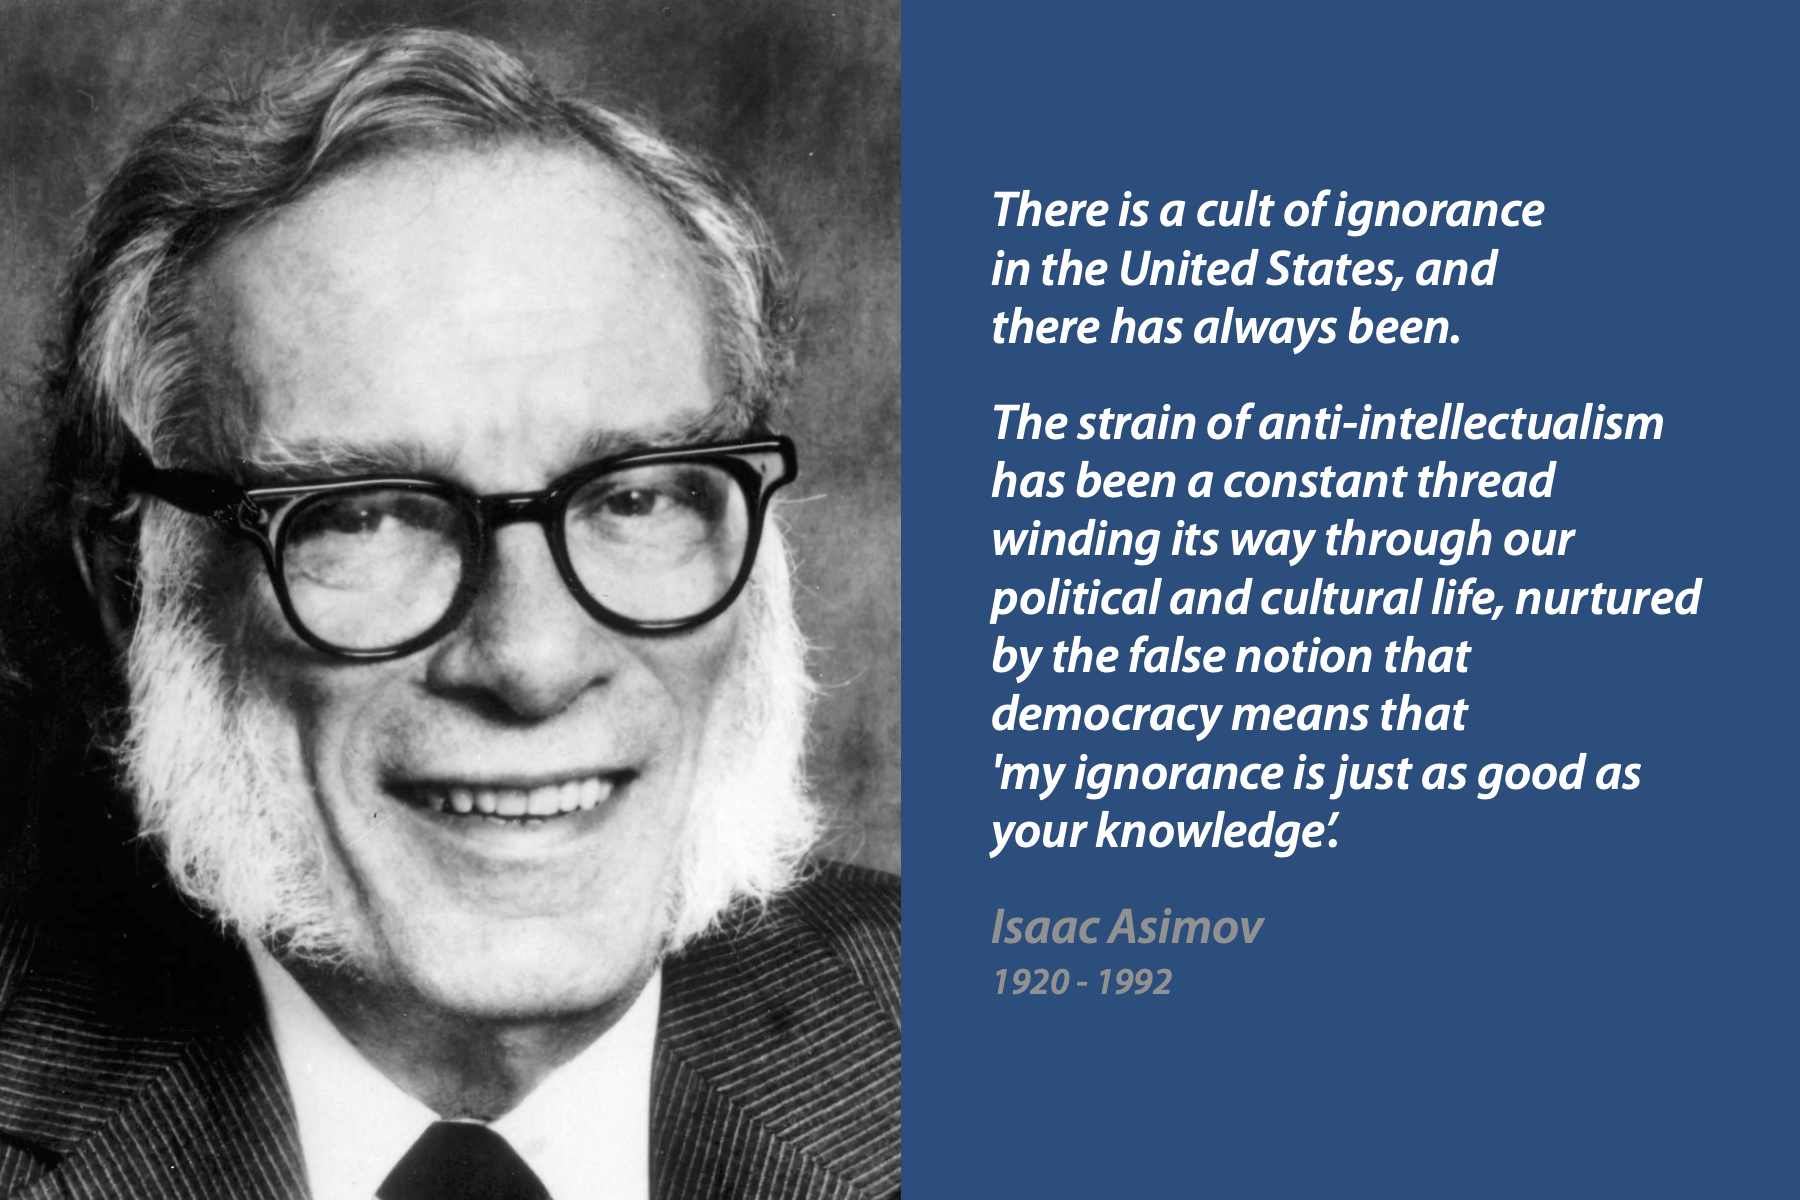 There is a cult of ignorance
in the United States, and
there has always been.
The strain of anti-intellectualism
has been a constant thread
winding its way through our
political and cultural life, nurtured
by the false notion that
democracy means that
'my ignorance is just as good as
your knowledge’.
Isaac Asimov
1920 - 1992